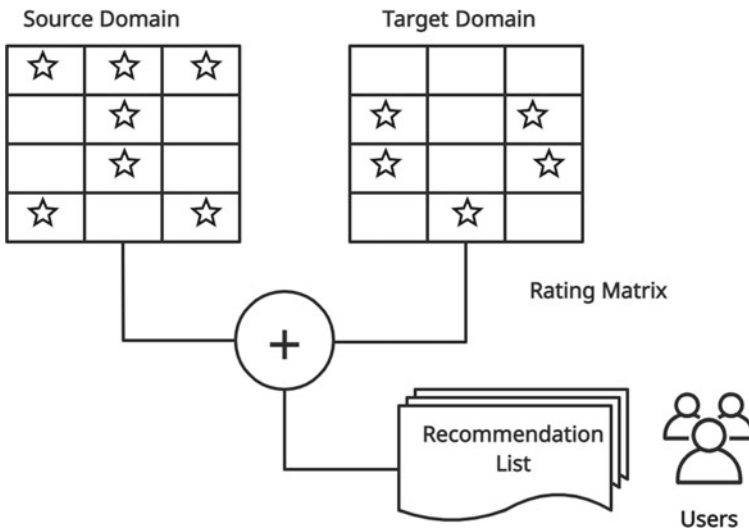 Source Domain
Target Domain
Rating Matrix
+
Recommendation
List
Users